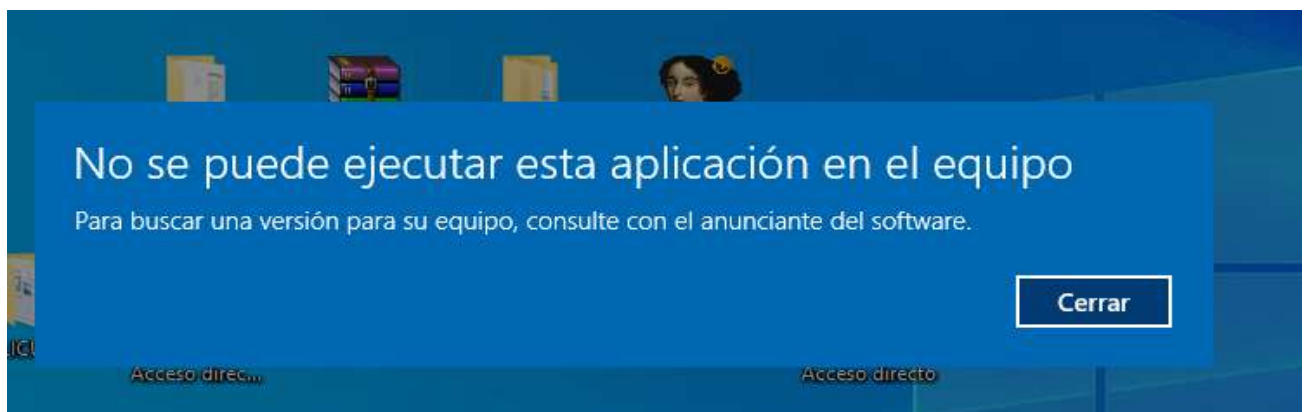 No se puede ejecutar esta aplicación en el equipo
Para buscar una versión para su equipo, consulte con el anunciante del software.
Cerrar
Acceso direc...
Acceso directo